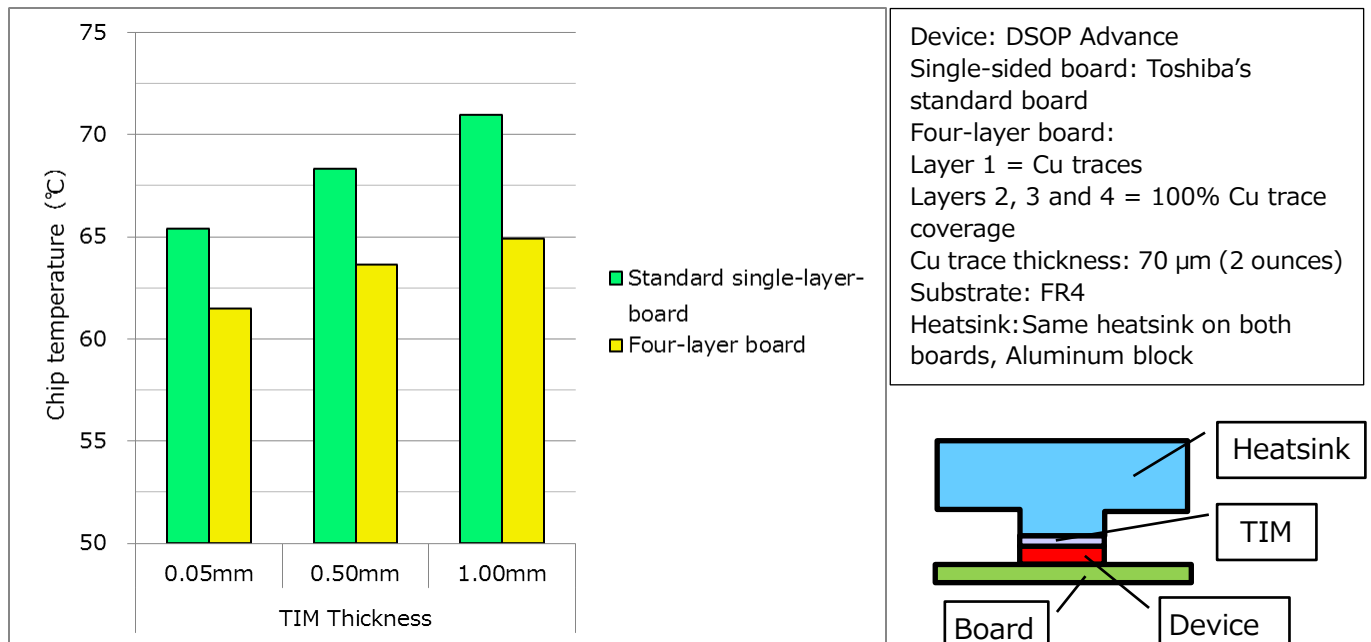 75
70
65
60
55
50
Chip temperature (℃)
0.05mm
0.50mm
1.00mm
TIM Thickness
Standard single-layer-
board
Four-layer board
Device: DSOP Advance
Single-sided board: Toshiba's
standard board
Four-layer board:
Layer 1 = Cu traces
Layers 2, 3 and 4 = 100% Cu trace
coverage
Cu trace thickness: 70 µm (2 ounces)
Substrate: FR4
Heatsink:Same heatsink on both
boards, Aluminum block
Heatsink
TIM
Board
Device